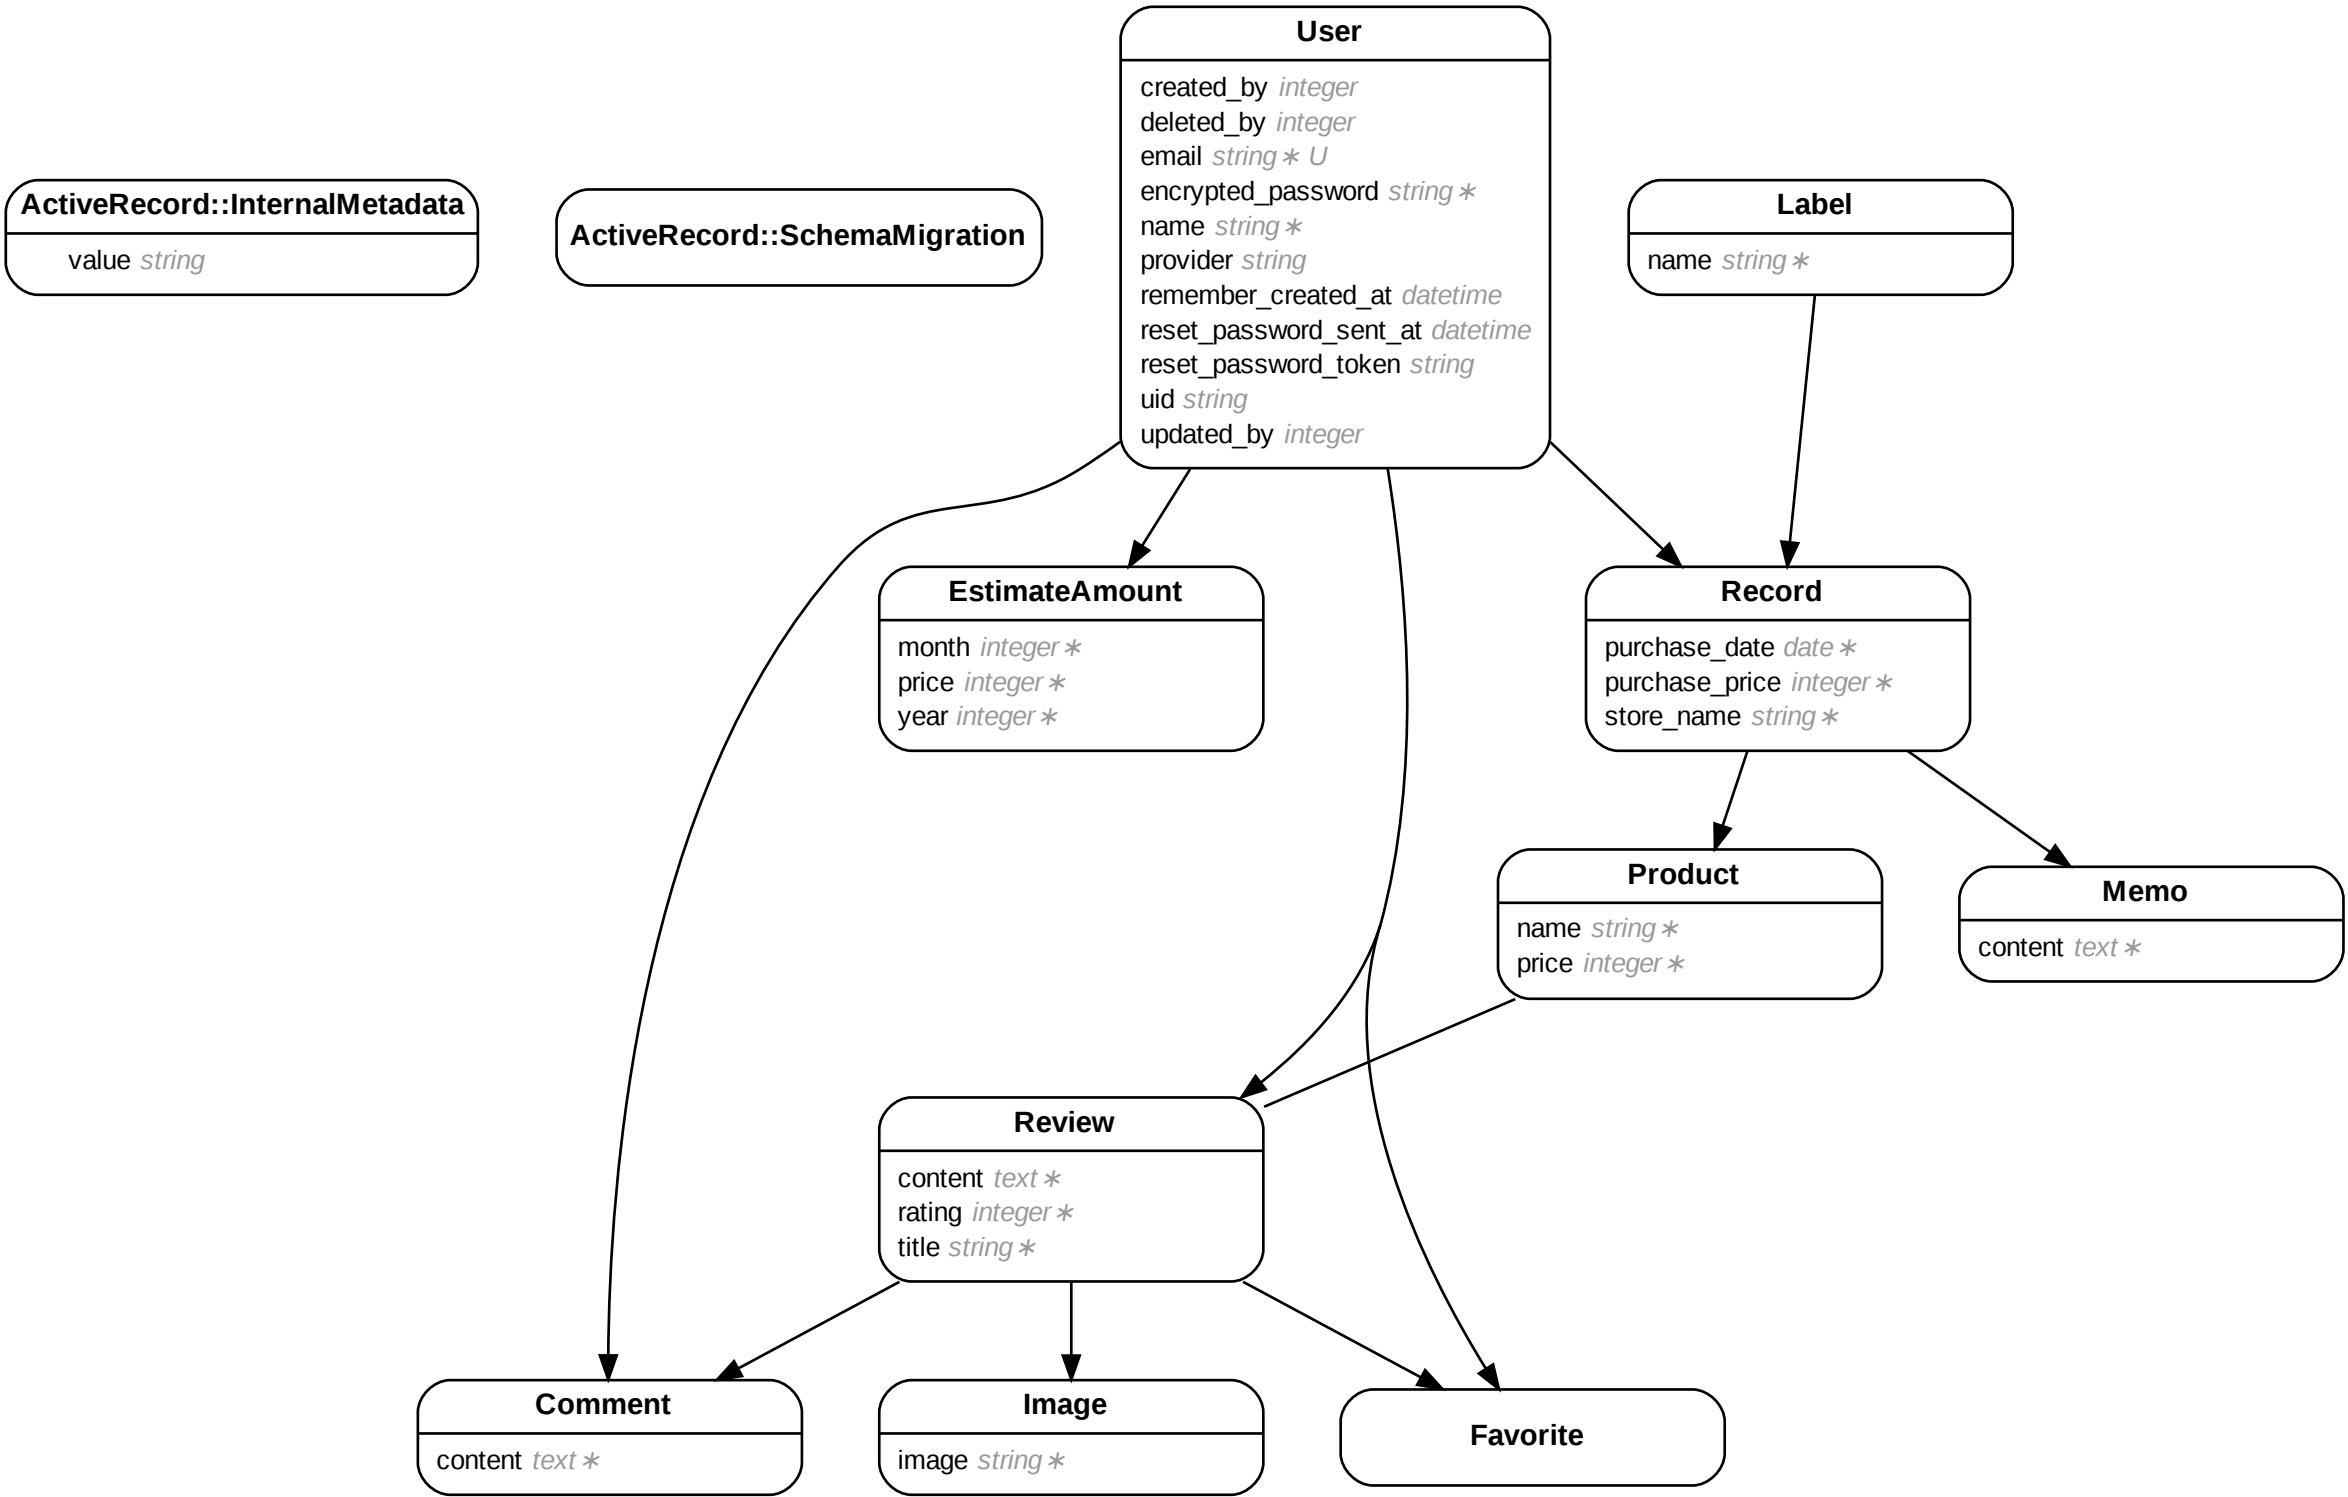 User
created_by integer
deleted_by integer
email string∗ U
encrypted_password string∗
name string∗
provider string
remember_created_at datetime
reset_password_sent_at datetime
reset_password_token string
uid string
updated_by integer
ActiveRecord::InternalMetadata
value string
ActiveRecord::SchemaMigration
Label
name string∗
EstimateAmount
month integer∗
price integer∗
year integer∗
Record
purchase_date date∗
purchase_price integer∗
store_name string∗
Product
name string∗
price integer∗
Memo
content text∗
Review
content text∗
rating integer∗
title string∗
Comment
content text∗
Image
image string∗
Favorite